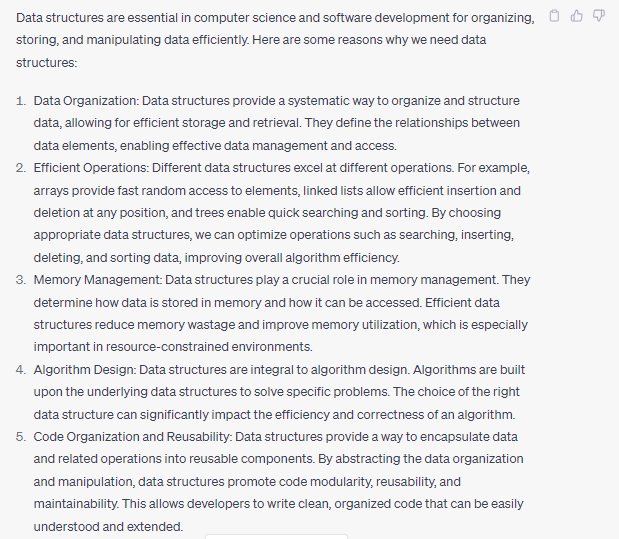 Data structures are essential in computer science and software development for organizing,
storing, and manipulating data efficiently. Here are some reasons why we need data
structures:
1. Data Organization: Data structures provide a systematic way to organize and structure
data, allowing for efficient storage and retrieval. They define the relationships between
data elements, enabling effective data management and access.
2. Efficient Operations: Different data structures excel at different operations. For example,
arrays provide fast random access to elements, linked lists allow efficient insertion and
deletion at any position, and trees enable quick searching and sorting. By choosing
appropriate data structures, we can optimize operations such as searching, inserting,
deleting, and sorting data, improving overall algorithm efficiency.
3. Memory Management: Data structures play a crucial role in memory management. They
determine how data is stored in memory and how it can be accessed. Efficient data
structures reduce memory wastage and improve memory utilization, which is especially
important in resource-constrained environments.
4. Algorithm Design: Data structures are integral to algorithm design. Algorithms are built
upon the underlying data structures to solve specific problems. The choice of the right
data structure can significantly impact the efficiency and correctness of an algorithm.
5. Code Organization and Reusability: Data structures provide a way to encapsulate data
and related operations into reusable components. By abstracting the data organization
and manipulation, data structures promote code modularity, reusability, and
maintainability. This allows developers to write clean, organized code that can be easily
understood and extended.